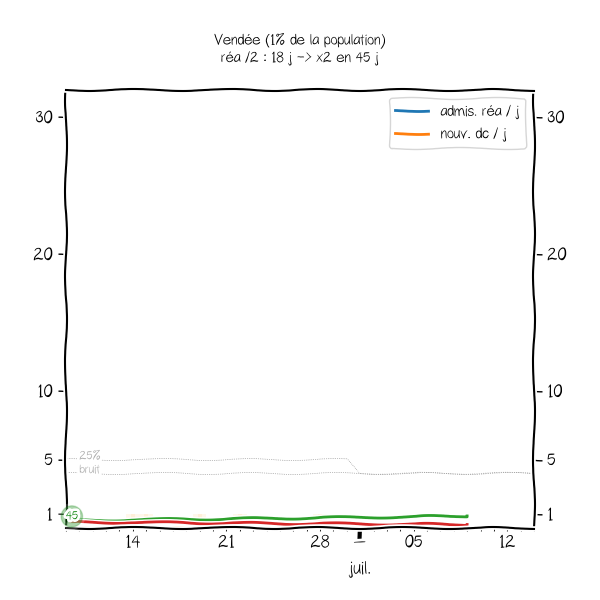 Vendée (1% de la population)
réa /2 : 18 j -> x2 en 45 j
admis. réa / j
nouv. dc / j
30 30
20 20
10 10
5 25% 5
bruit
1 45 1
14 21 28 1 05 12
juil.